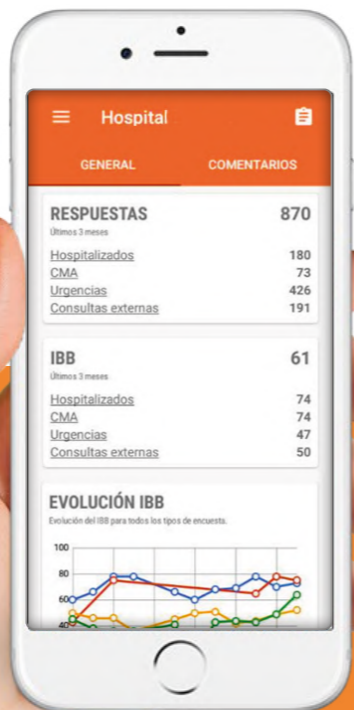 Hospital
GENERAL COMENTARIOS
RESPUESTAS 870
Últimos 3 meses
Hospitalizados 180
CMA 73
Urgencias 426
Consultas externas 191
IBB 61
Últimos 3 meses
Hospitalizados 74
CMA 74
Urgencias 47
Consultas externas 50
EVOLUCIÓN IBB
Evolución del IBB para todos los tipos de encuesta.
100
80
60
40